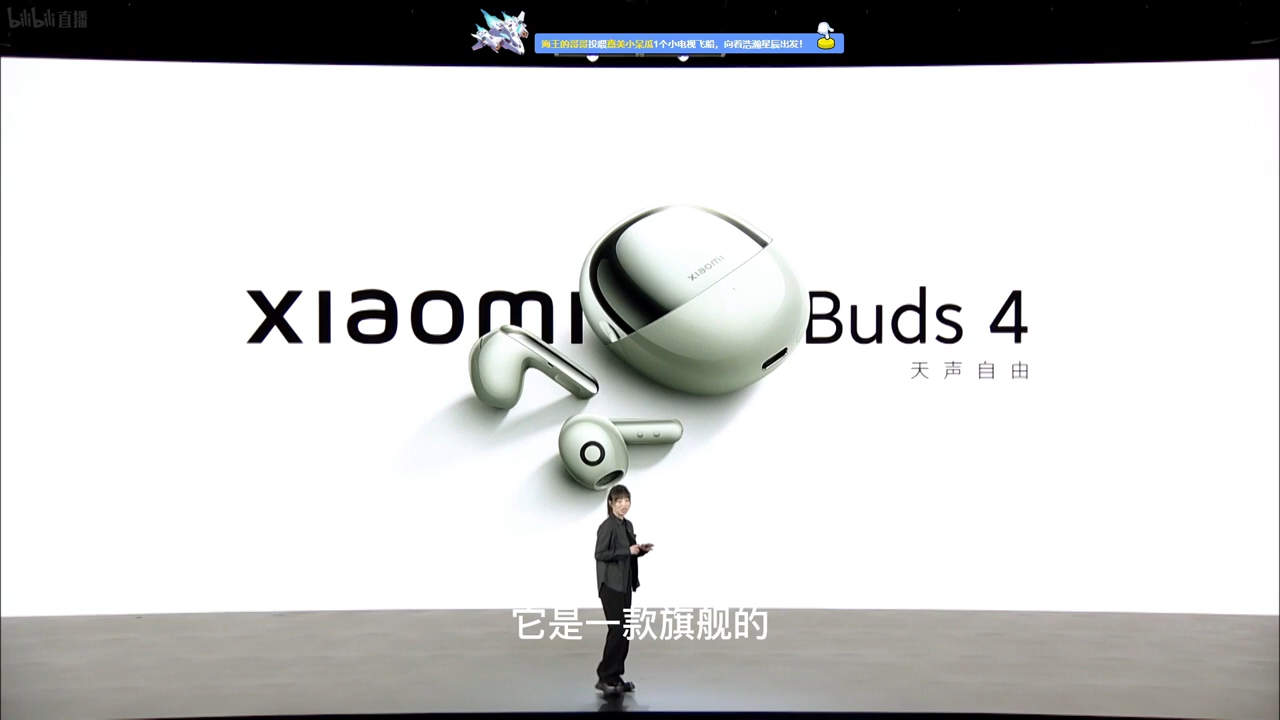 bilibili直播
海王的哥哥投喂嘉美小呆瓜1个小电视飞船，向着浩瀚星辰出发！
xiaomi
xiaomi Buds 4
天声自由
它是一款旗舰的